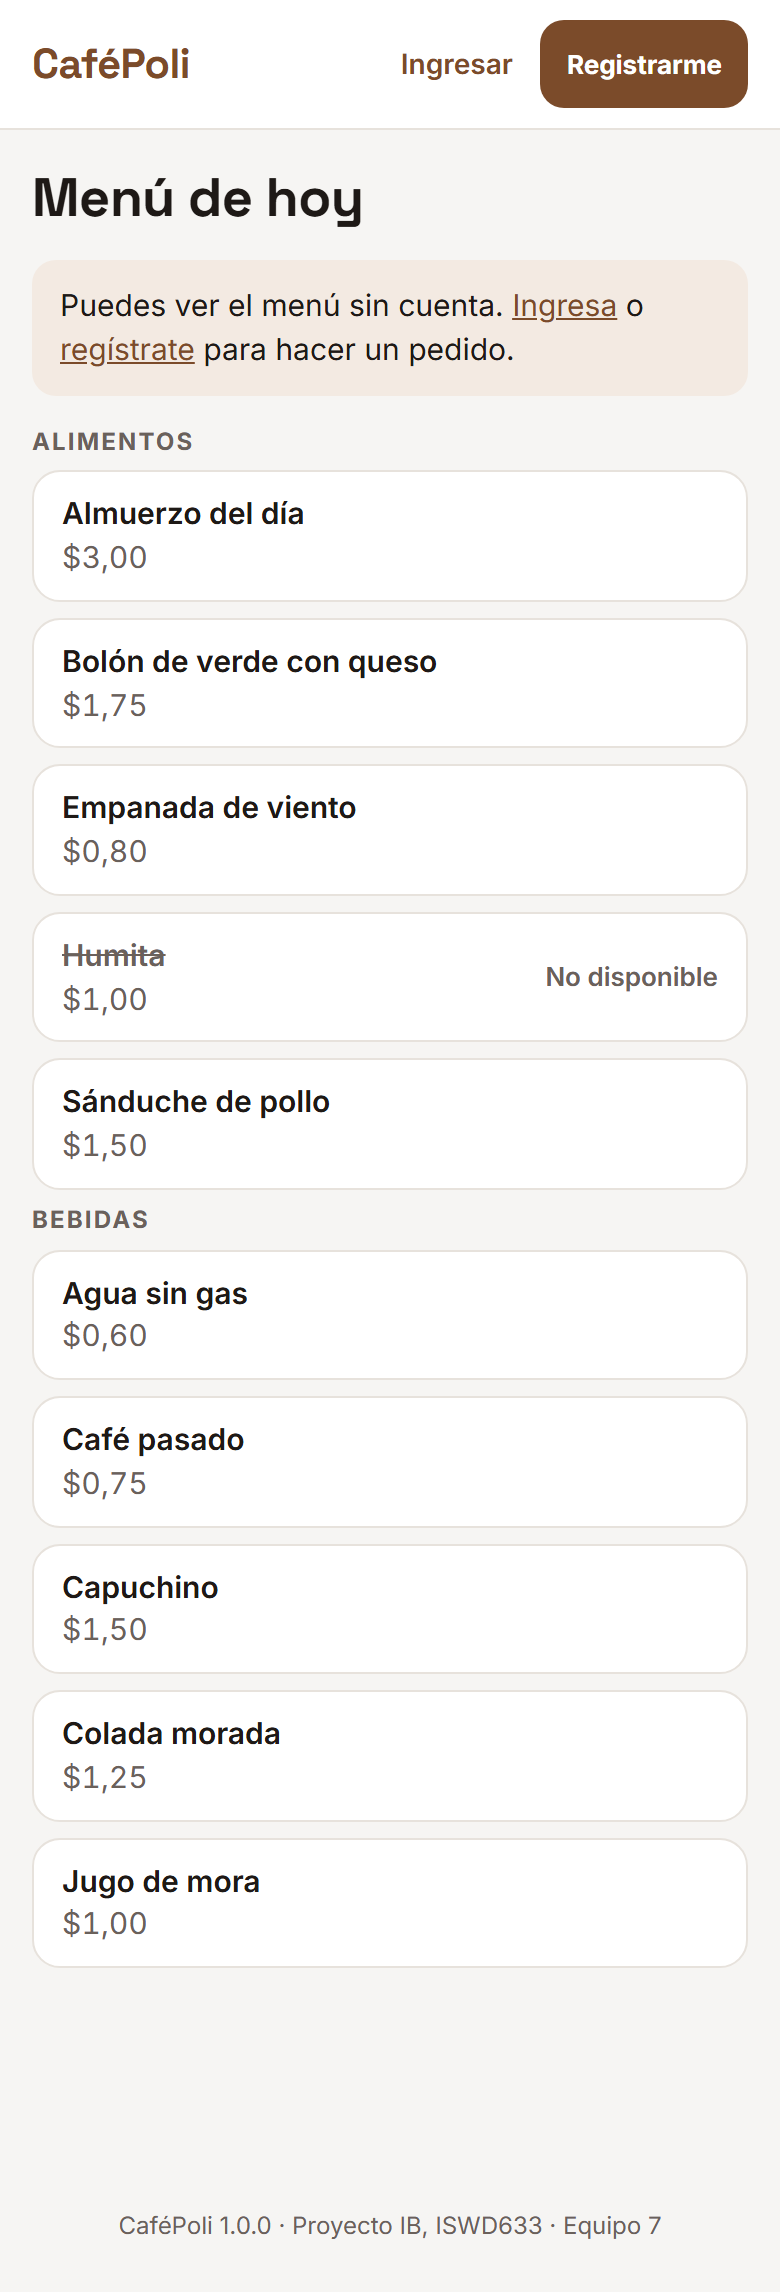 CaféPoli
Ingresar
Registrarme
Menú de hoy
Puedes ver el menú sin cuenta. Ingresa o
regístrate para hacer un pedido.
ALIMENTOS
Almuerzo del día
$3,00
Bolón de verde con queso
$1,75
Empanada de viento
$0,80
Humita
$1,00
No disponible
Sánduche de pollo
$1,50
BEBIDAS
Agua sin gas
$0,60
Café pasado
$0,75
Capuchino
$1,50
Colada morada
$1,25
Jugo de mora
$1,00
CaféPoli 1.0.0 · Proyecto IB, ISWD633 · Equipo 7